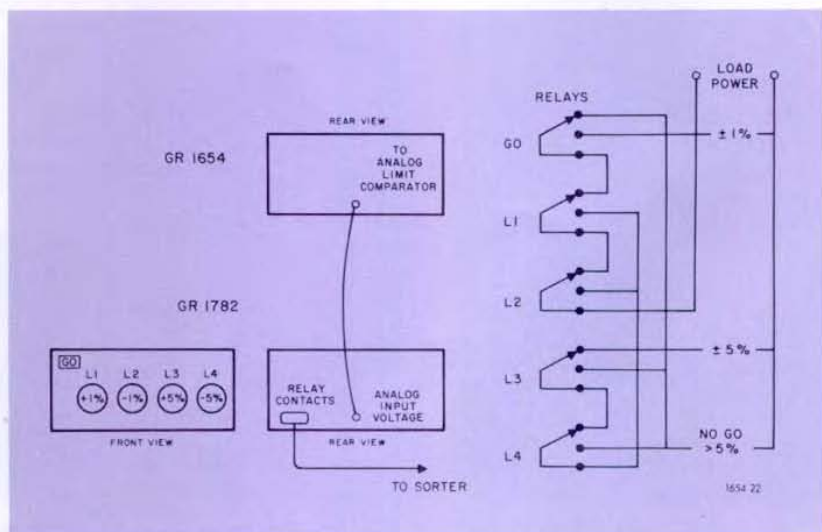 GR 1654
REAR VIEW
TO
ANALOG
LIMIT
COMPARATOR
GR 1782
GO
L1 L2 L3 L4
+1% -1% +5% -5%
FRONT VIEW
RELAY
CONTACTS
ANALOG
INPUT
VOLTAGE
REAR VIEW
TO SORTER
RELAYS
LOAD
POWER
GO
± 1%
L1
L2
± 5%
L3
NO GO
> 5%
L4
1654 22